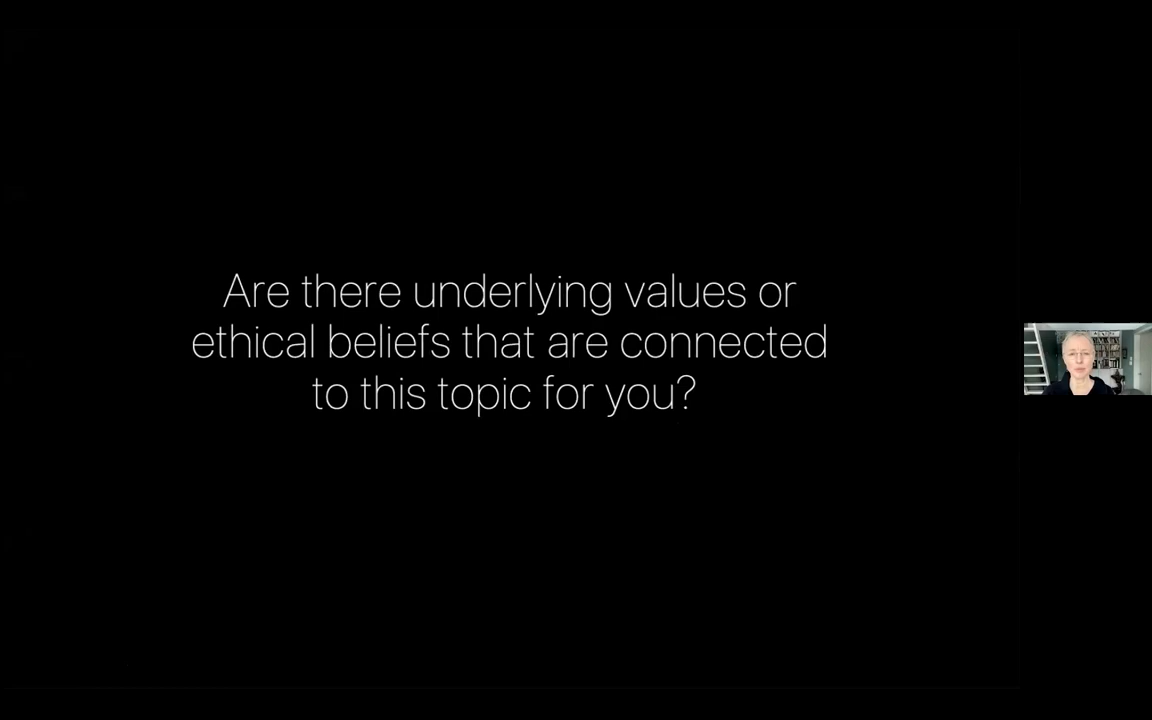 Are there underlying values or
ethical beliefs that are connected
to this topic for you?